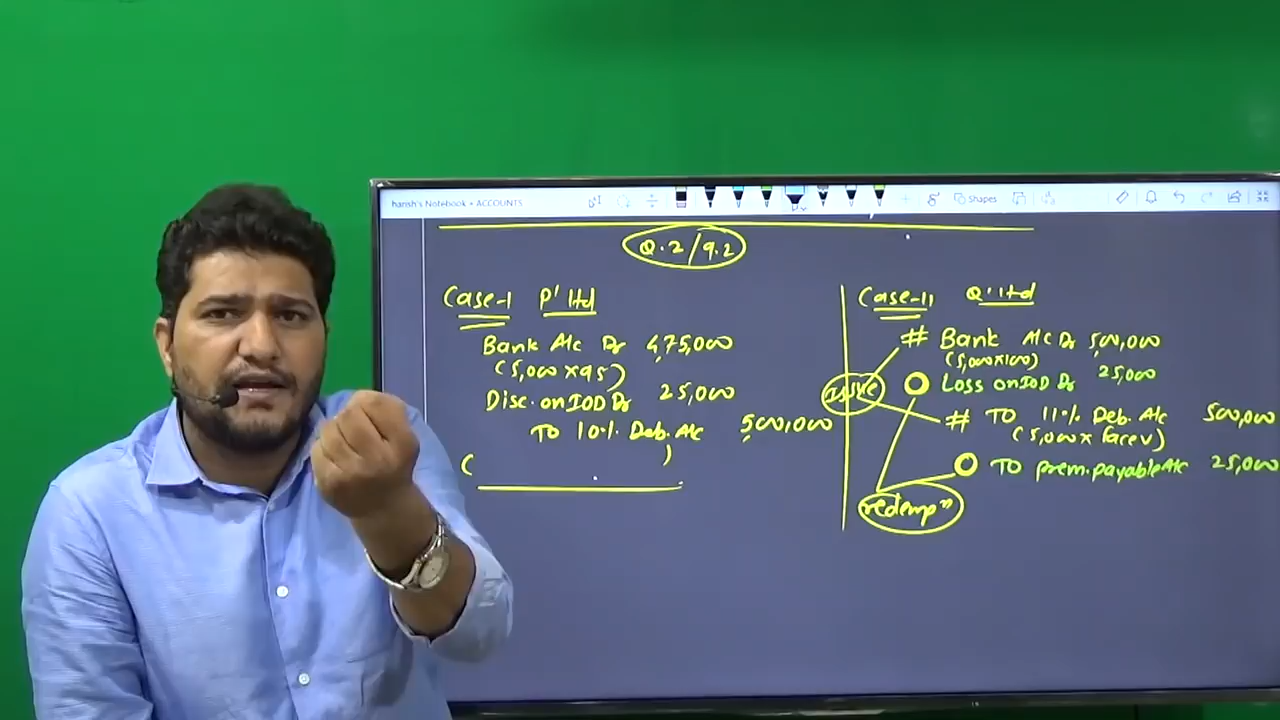 harish's Notebook • ACCOUNTS
Shapes
Q.2/9.2
Case-I P' ltd
Bank A/c Dr 4,75,000
(5,000 x 95)
Disc. on IOD Dr 25,000
To 10% Deb. A/c 5,00,000
( )
Case-II Q' ltd
# Bank A/c Dr 5,00,000
(5,000 x 100)
Issue
Loss on IOD Dr 25,000
# To 11% Deb. A/c 5,00,000
(5,000 x face v)
To prem. payable A/c 25,000
redempn